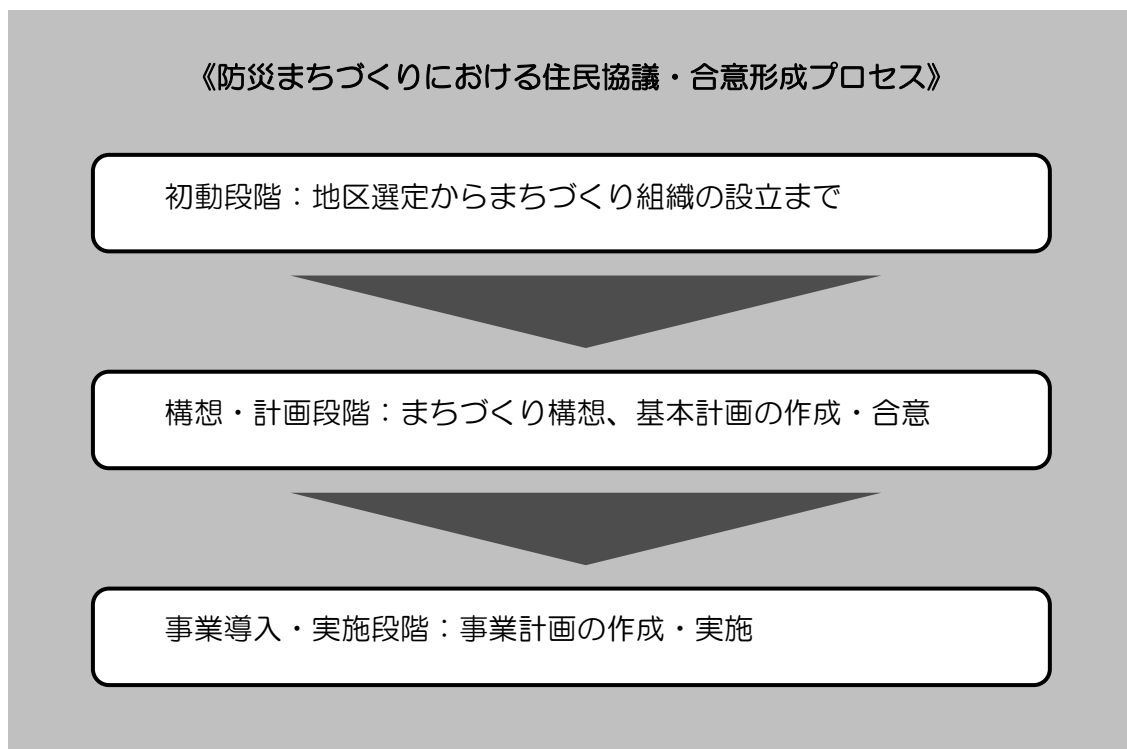 《防災まちづくりにおける住民協議・合意形成プロセス》
初動段階：地区選定からまちづくり組織の設立まで
構想・計画段階：まちづくり構想、基本計画の作成・合意
事業導入・実施段階：事業計画の作成・実施